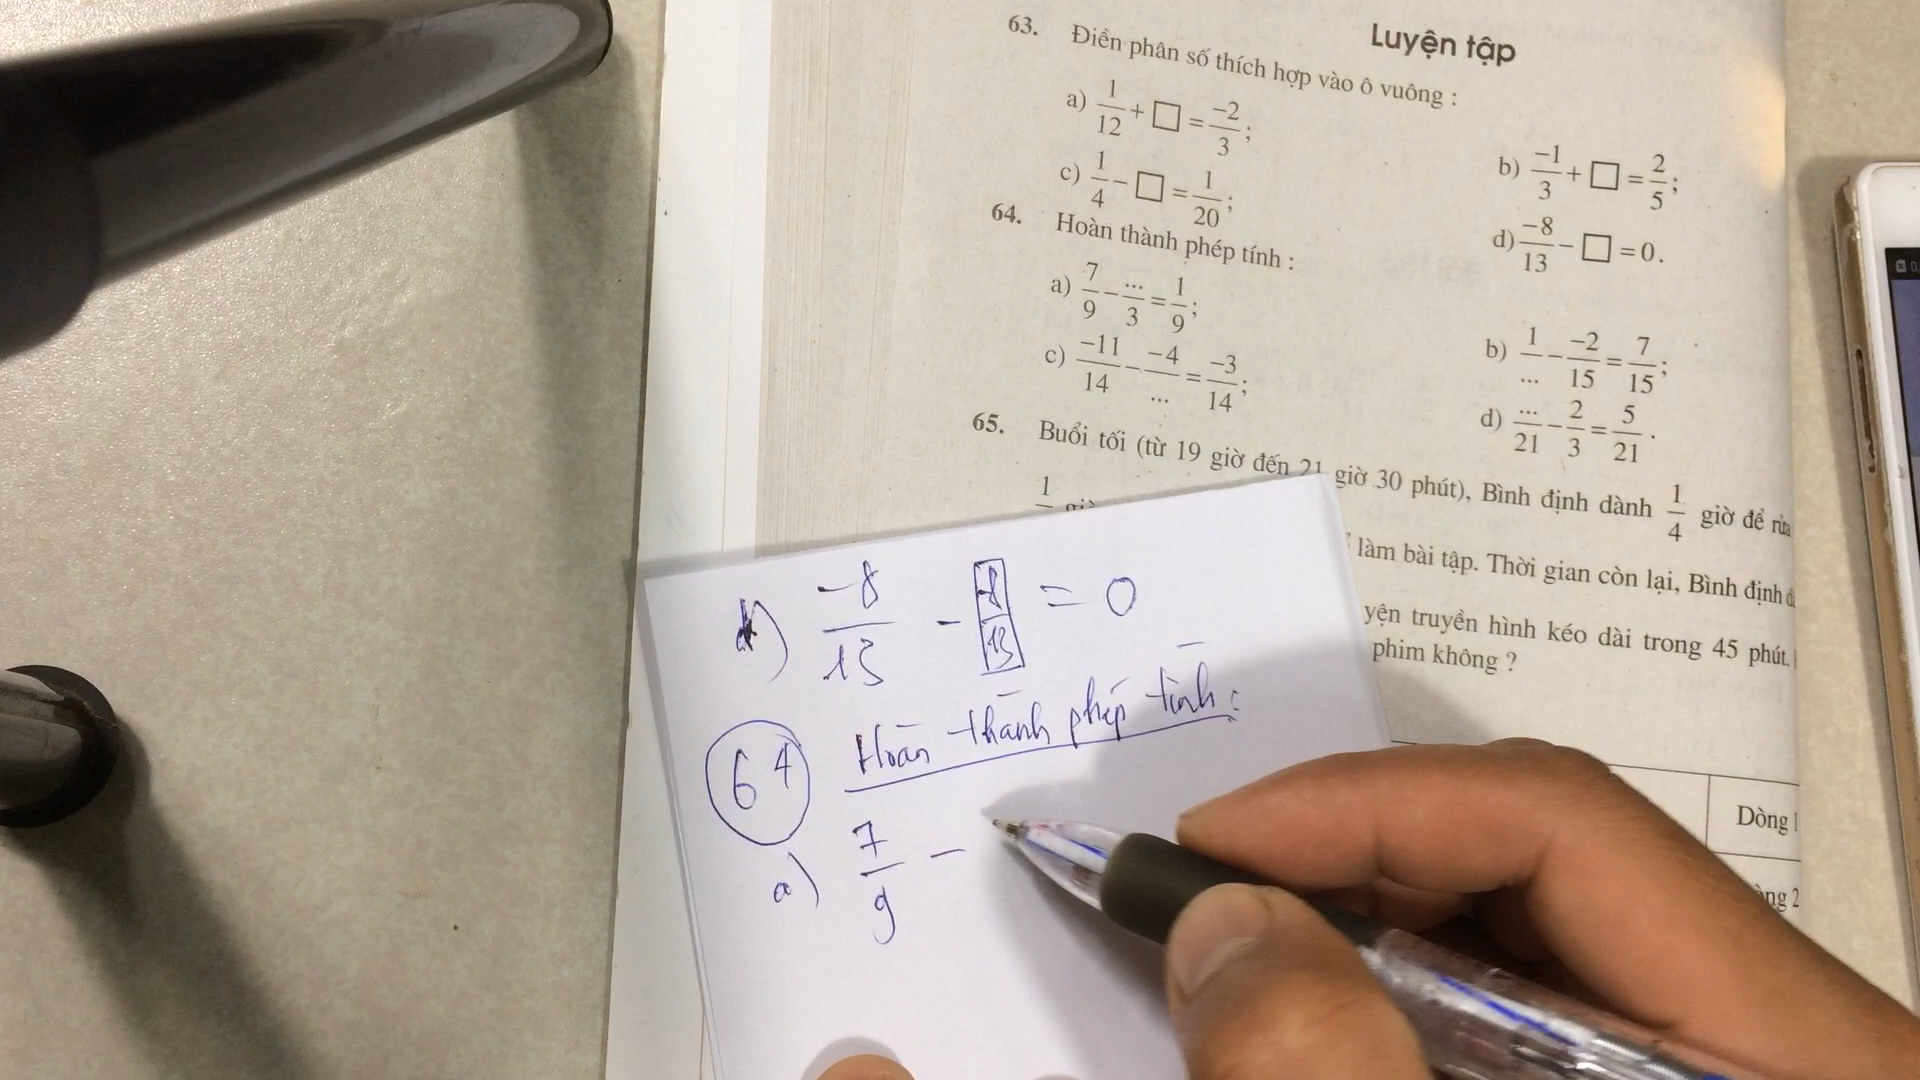 Luyện tập
63. Điền phân số thích hợp vào ô vuông :
a) 1/12 + □ = -2/3;
b) -1/3 + □ = 2/5;
c) 1/4 - □ = 1/20;
d) -8/13 - □ = 0.
64. Hoàn thành phép tính :
a) 7/9 - .../3 = 1/9;
b) 1/... - -2/15 = 7/15;
c) -11/14 - -4/... = -3/14;
d) .../21 - 2/3 = 5/21.
65. Buổi tối (từ 19 giờ đến 21 giờ 30 phút), Bình định dành 1/4 giờ để rửa
làm bài tập. Thời gian còn lại, Bình định
yện truyền hình kéo dài trong 45 phút.
phim không ?
Dòng 1
ng 2
d) -8/13 - -8/13 = 0
64 Hoàn thành phép tính:
a) 7/9 -